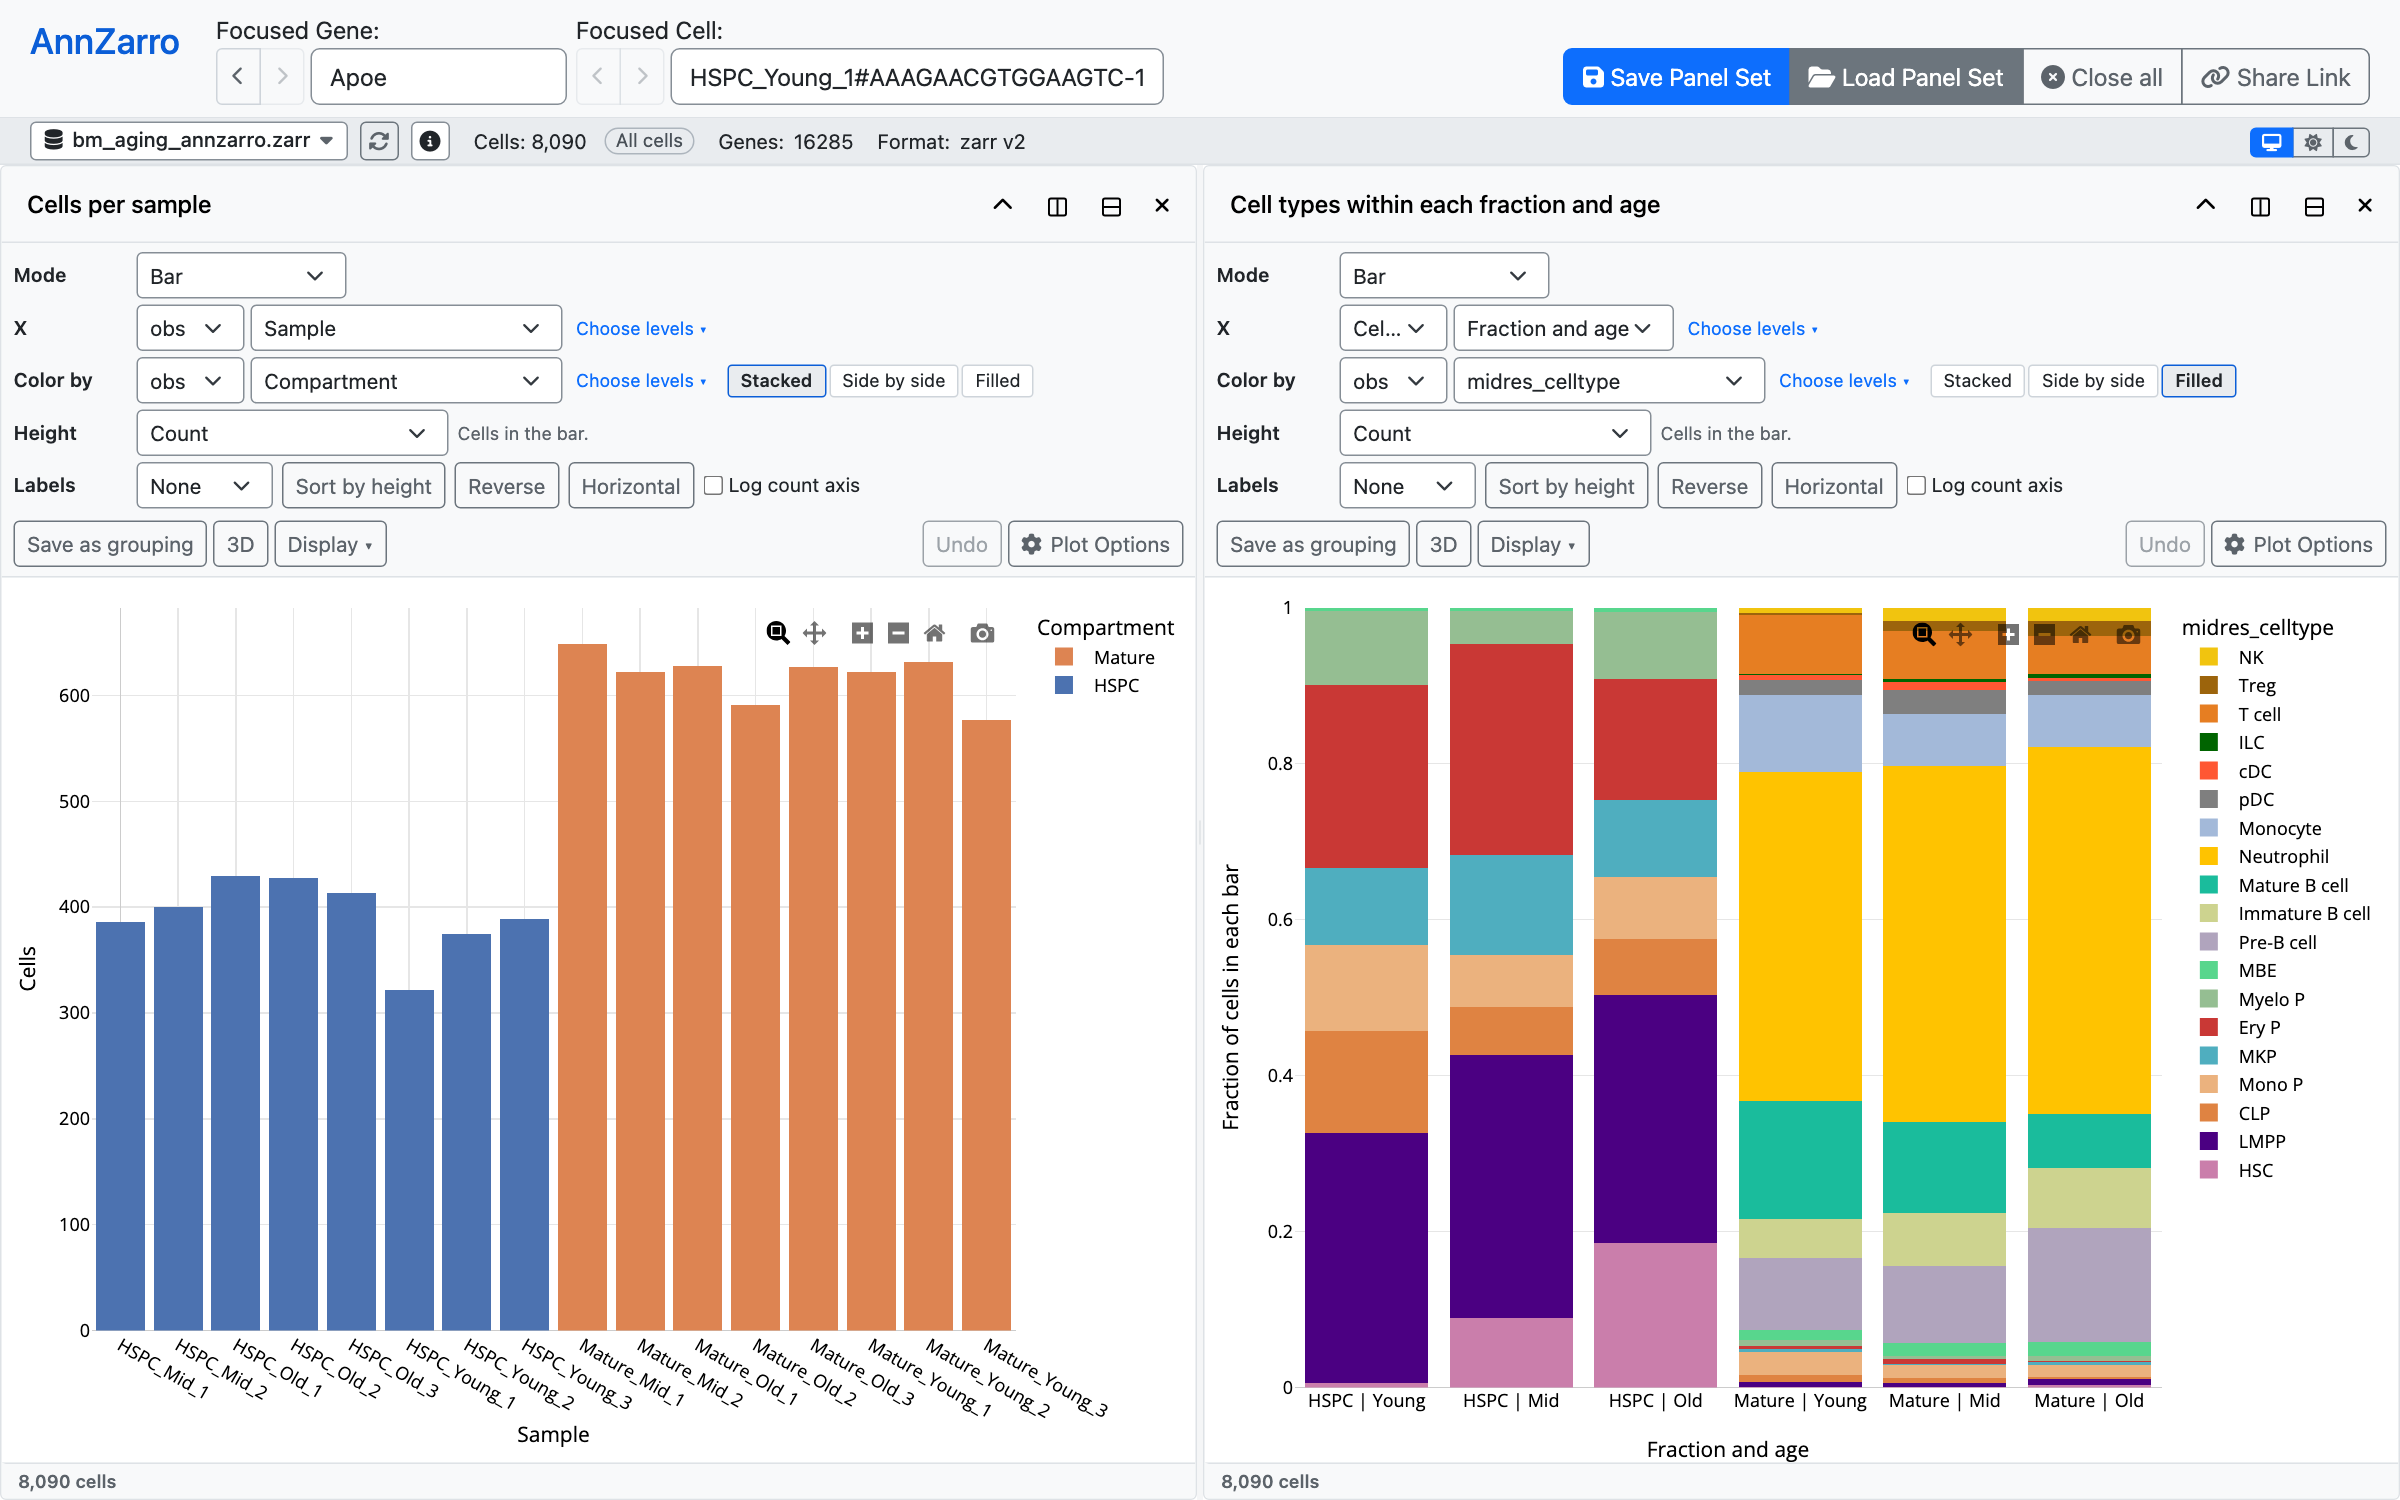 AnnZarro
Focused Gene:
Apoe
Focused Cell:
HSPC_Young_1#AAAGAACGTGGAAGTC-1
Save Panel Set
Load Panel Set
Close all
Share Link
bm_aging_annzarro.zarr
Cells: 8,090
All cells
Genes: 16285
Format: zarr v2
Cells per sample
Mode
Bar
X
obs
Sample
Choose levels
Color by
obs
Compartment
Choose levels
Stacked
Side by side
Filled
Height
Count
Cells in the bar.
Labels
None
Sort by height
Reverse
Horizontal
Log count axis
Save as grouping
3D
Display
Undo
Plot Options
Compartment
Mature
HSPC
600
500
400
300
200
100
0
Cells
HSPC_Mid_1
HSPC_Mid_2
HSPC_Old_1
HSPC_Old_2
HSPC_Old_3
HSPC_Young_1
HSPC_Young_2
HSPC_Young_3
Mature_Mid_1
Mature_Mid_2
Mature_Old_1
Mature_Old_2
Mature_Old_3
Mature_Young_1
Mature_Young_2
Mature_Young_3
Sample
8,090 cells
Cell types within each fraction and age
Mode
Bar
X
Cel...
Fraction and age
Choose levels
Color by
obs
midres_celltype
Choose levels
Stacked
Side by side
Filled
Height
Count
Cells in the bar.
Labels
None
Sort by height
Reverse
Horizontal
Log count axis
Save as grouping
3D
Display
Undo
Plot Options
midres_celltype
NK
Treg
T cell
ILC
cDC
pDC
Monocyte
Neutrophil
Mature B cell
Immature B cell
Pre-B cell
MBE
Myelo P
Ery P
MKP
Mono P
CLP
LMPP
HSC
1
0.8
0.6
0.4
0.2
0
Fraction of cells in each bar
HSPC | Young
HSPC | Mid
HSPC | Old
Mature | Young
Mature | Mid
Mature | Old
Fraction and age
8,090 cells